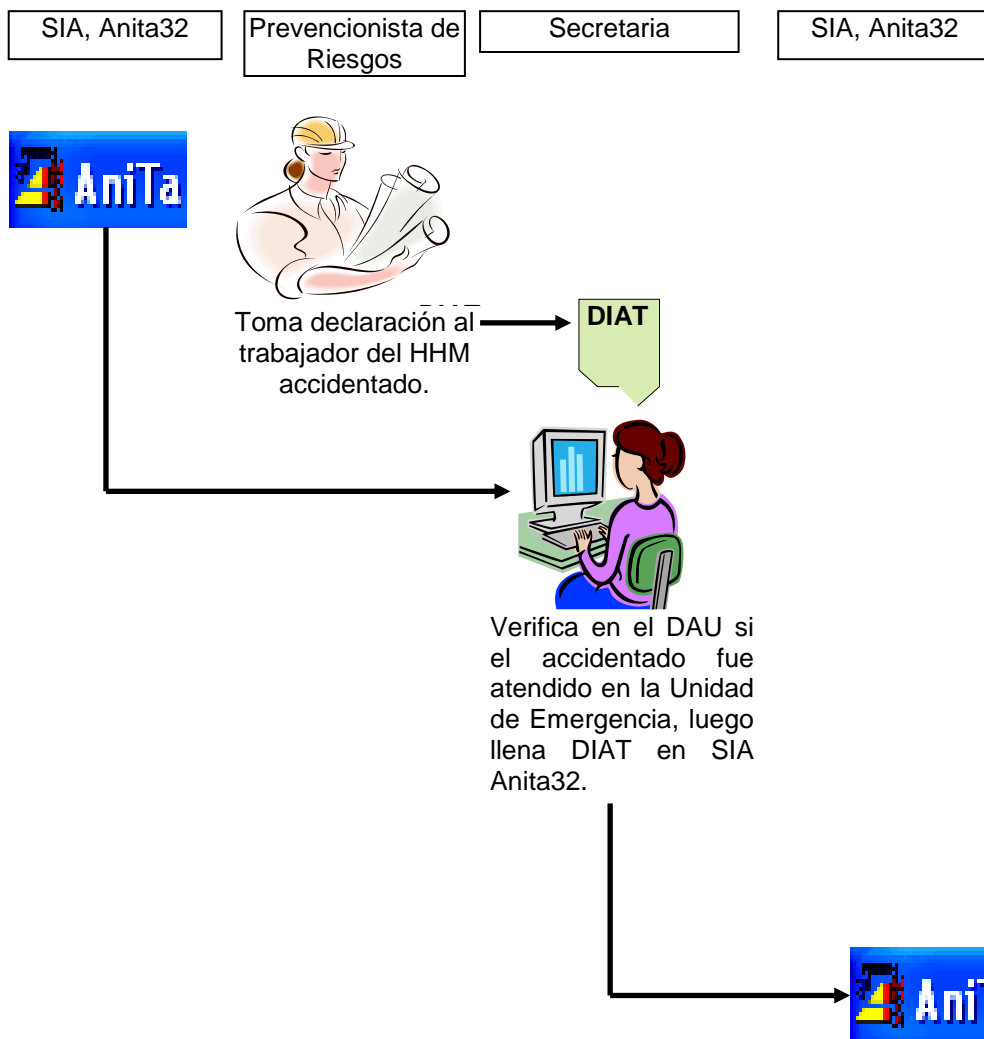 SIA, Anita32
Prevencionista de
Riesgos
Secretaria
SIA, Anita32
AniTa
Toma declaración al
trabajador del HHM
accidentado.
DIAT
Verifica en el DAU si
el accidentado fue
atendido en la Unidad
de Emergencia, luego
llena DIAT en SIA
Anita32.
Ani